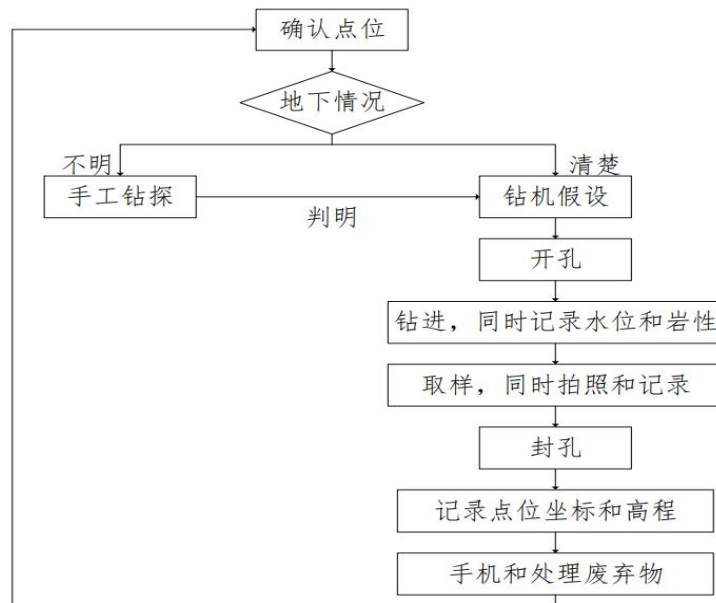 确认点位
地下情况
不明
清楚
手工钻探
钻机假设
判明
开孔
钻进，同时记录水位和岩性
取样，同时拍照和记录
封孔
记录点位坐标和高程
手机和处理废弃物